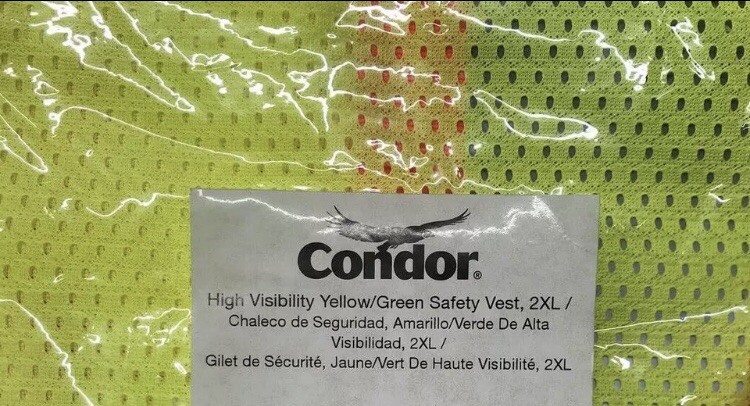 Condor®
High Visibility Yellow/Green Safety Vest, 2XL /
Chaleco de Seguridad, Amarillo/Verde De Alta
Visibilidad, 2XL /
Gilet de Sécurité, Jaune/Vert De Haute Visibilité, 2XL